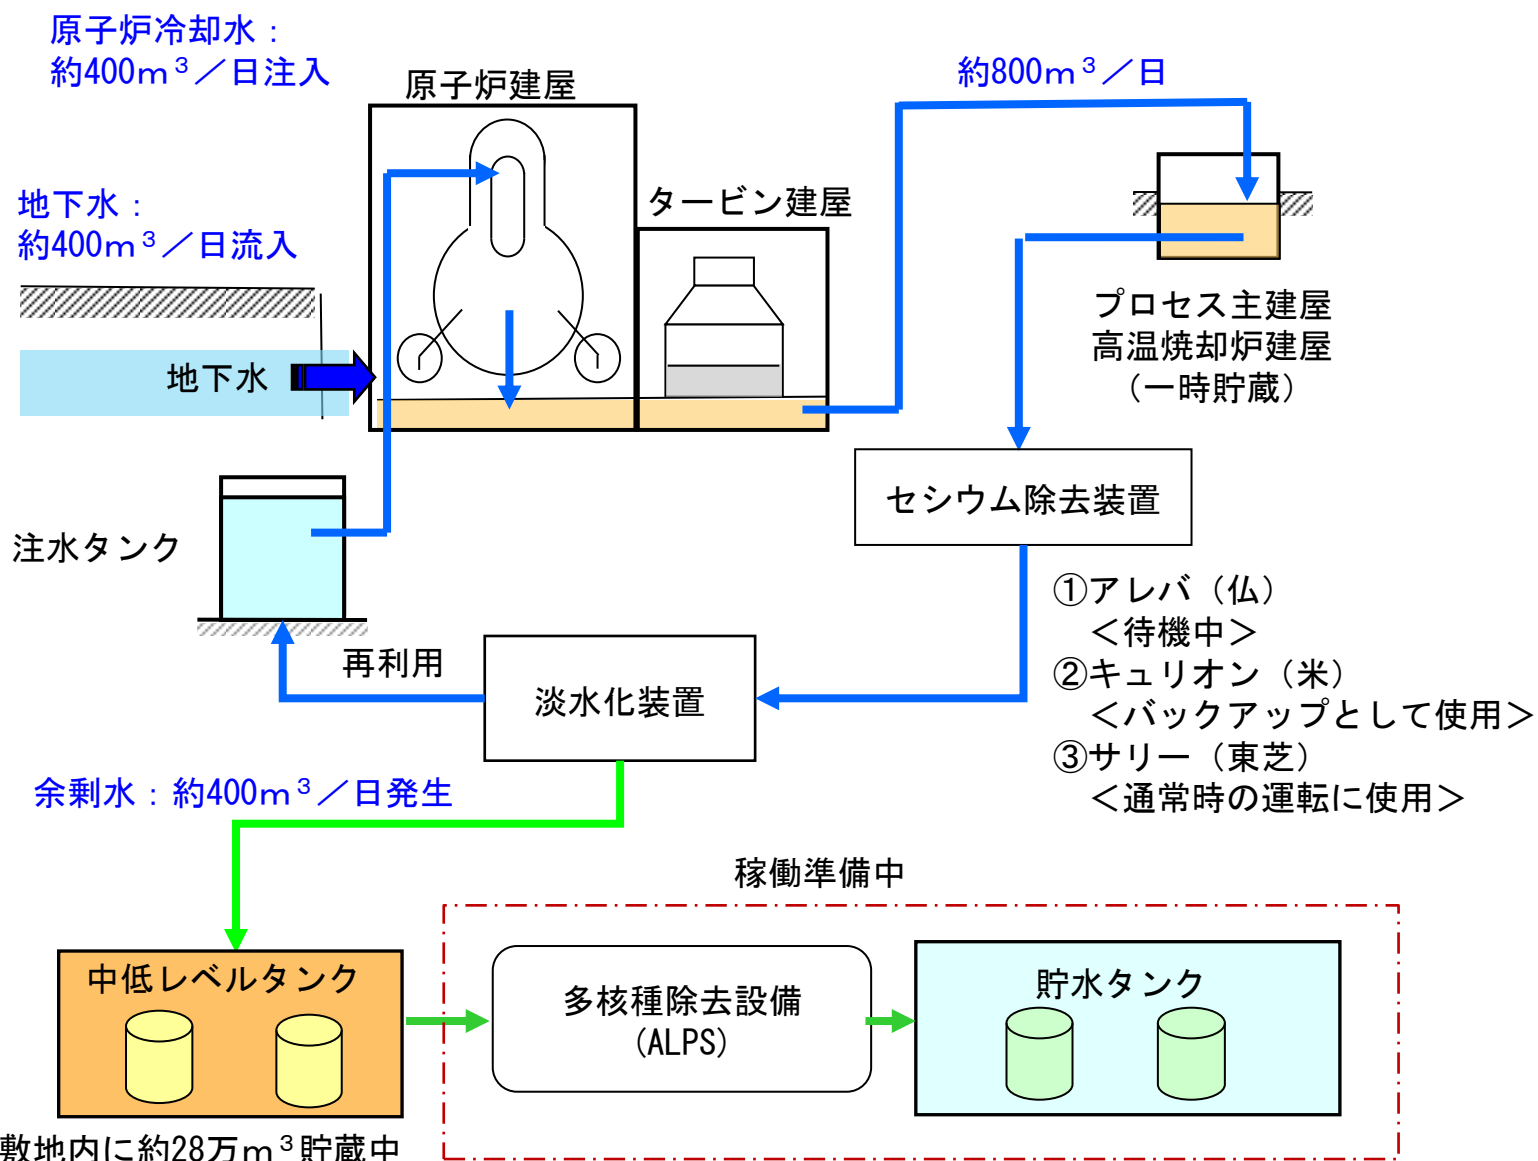 原子炉冷却水：
約400ｍ³／日注入
原子炉建屋
約800ｍ³／日
地下水：
約400ｍ³／日流入
タービン建屋
プロセス主建屋
高温焼却炉建屋
（一時貯蔵）
地下水
セシウム除去装置
注水タンク
①アレバ（仏）
＜待機中＞
②キュリオン（米）
＜バックアップとして使用＞
③サリー（東芝）
＜通常時の運転に使用＞
再利用
淡水化装置
余剰水：約400ｍ³／日発生
稼働準備中
中低レベルタンク
多核種除去設備
(ALPS)
貯水タンク
敷地内に約28万ｍ³貯蔵中